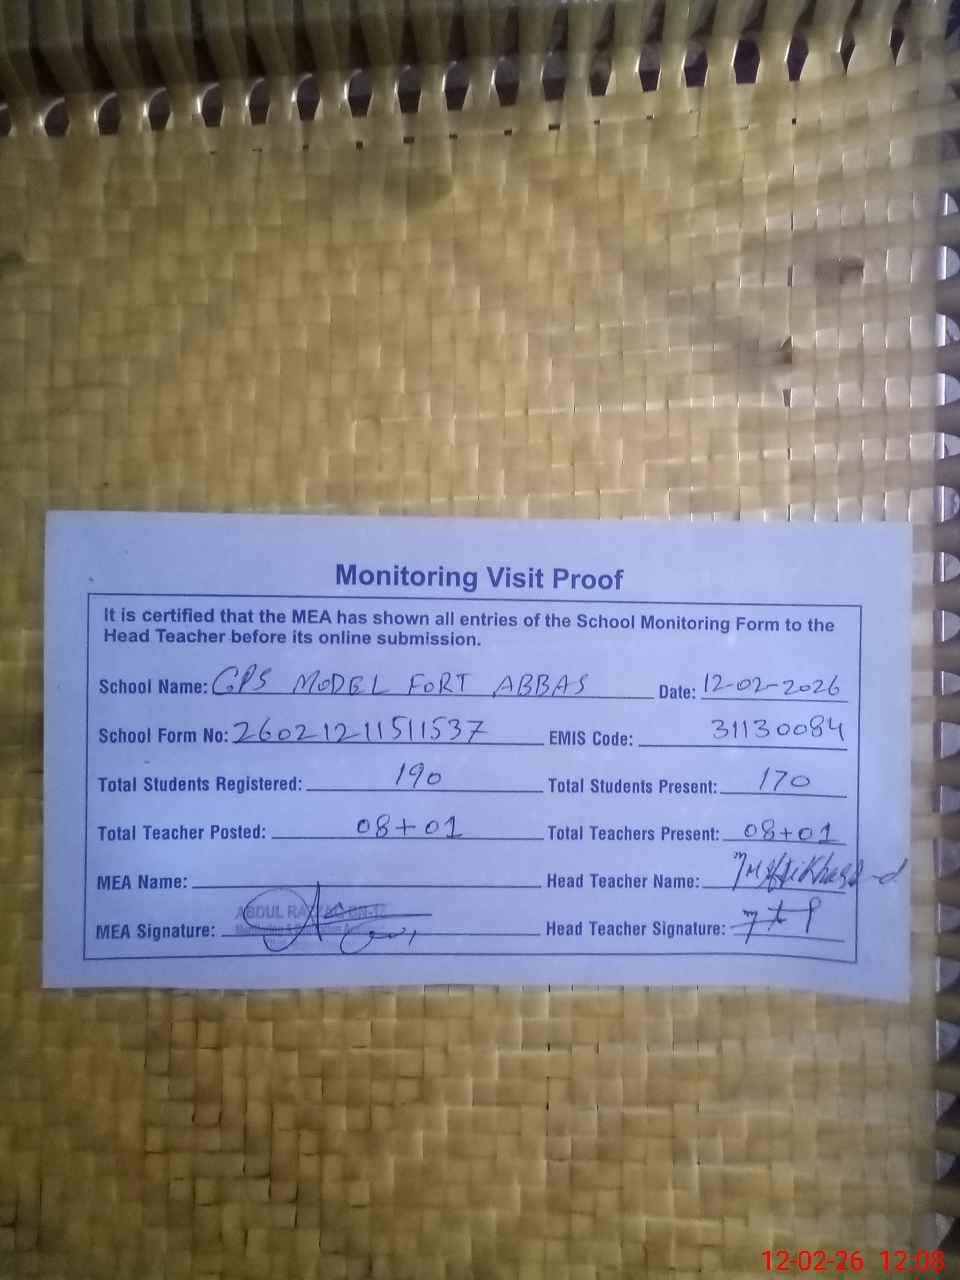 Monitoring Visit Proof
It is certified that the MEA has shown all entries of the School Monitoring Form to the
Head Teacher before its online submission.
School Name: GPS MODEL FORT ABBAS Date: 12-02-2026
School Form No: 2602121151537 EMIS Code: 31130084
Total Students Registered: 190 Total Students Present: 170
Total Teacher Posted: 08+01 Total Teachers Present: 08+01
MEA Name: Head Teacher Name:
ABDUL
MEA Signature: Head Teacher Signature:
12-02-26 12:08